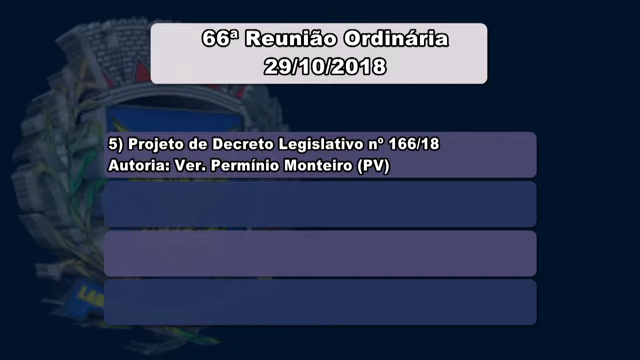 66ª Reunião Ordinária
29/10/2018
5) Projeto de Decreto Legislativo nº 166/18
Autoria: Ver. Permínio Monteiro (PV)